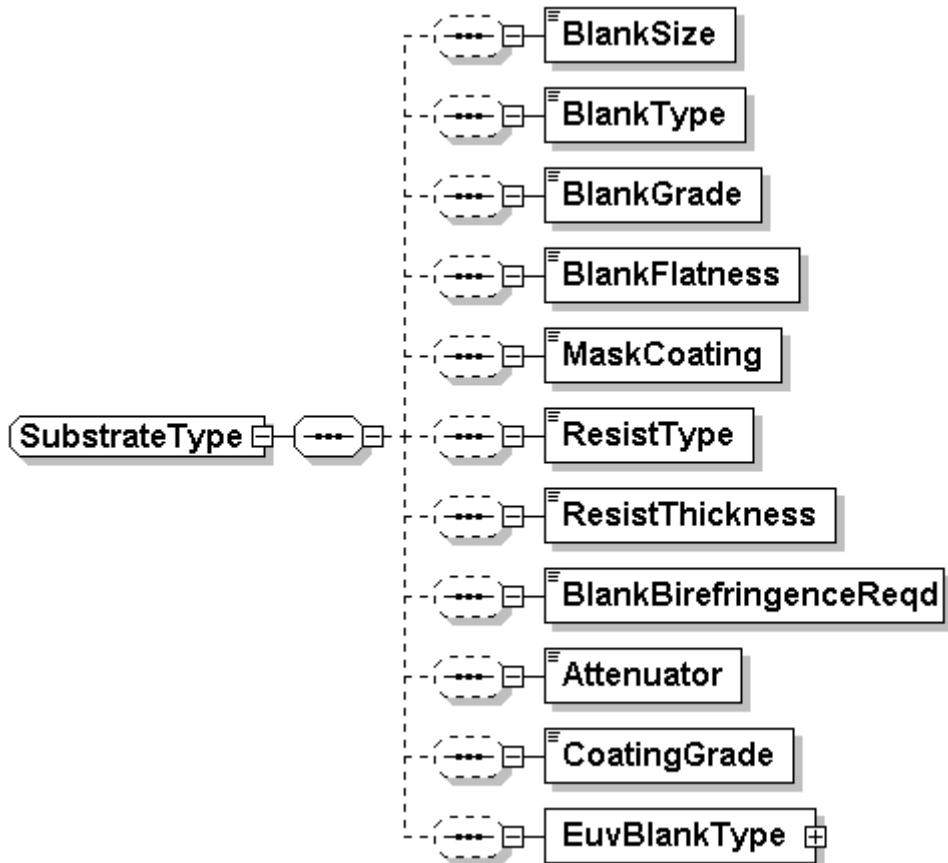 BlankSize
BlankType
BlankGrade
BlankFlatness
MaskCoating
SubstrateType
ResistType
ResistThickness
BlankBirefringenceReqd
Attenuator
CoatingGrade
EuvBlankType